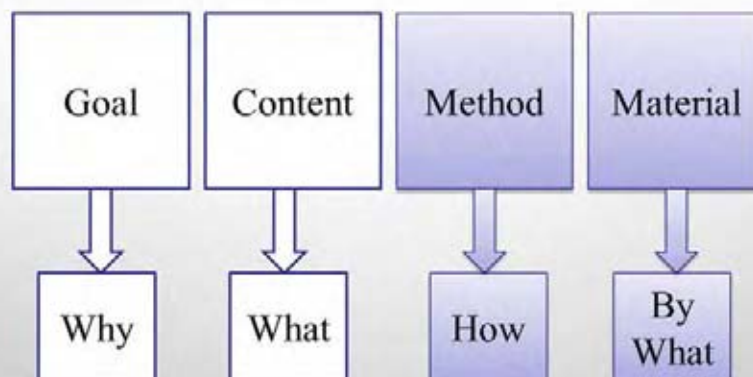 Goal
Content
Method
Material
Why
What
How
By
What